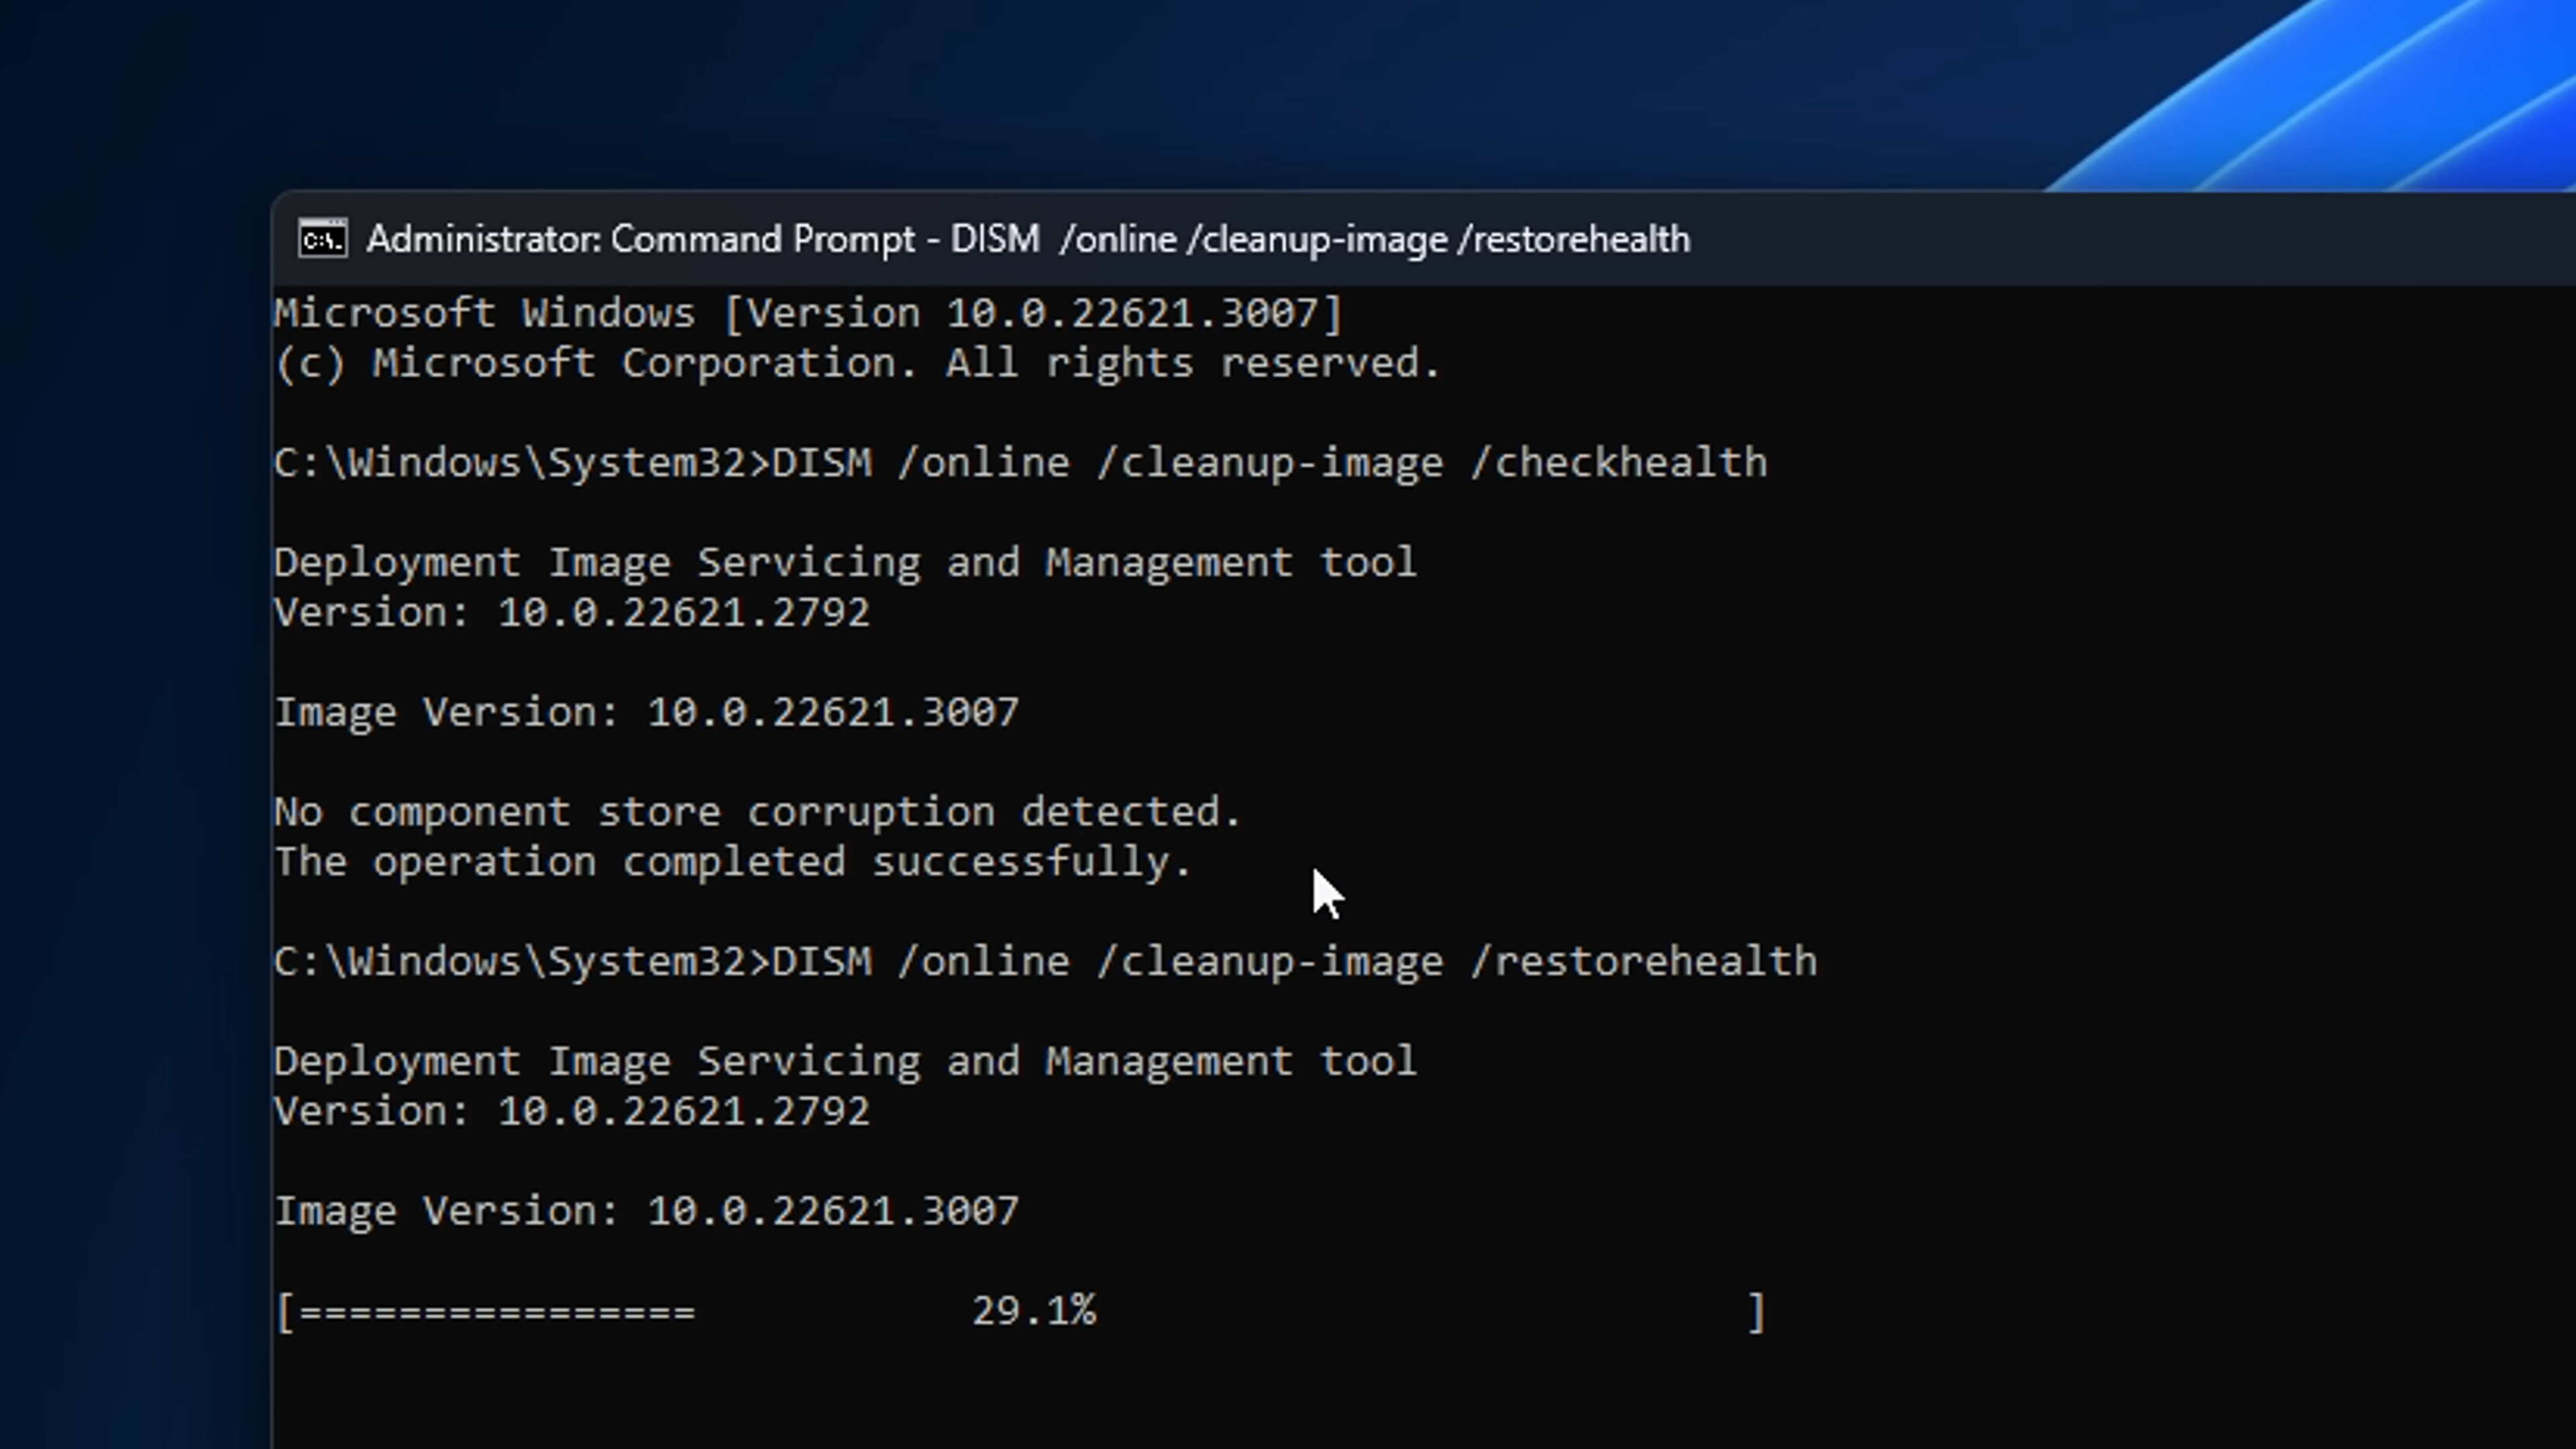 Administrator: Command Prompt - DISM  /online /cleanup-image /restorehealth
Microsoft Windows [Version 10.0.22621.3007]
(c) Microsoft Corporation. All rights reserved.
C:\Windows\System32>DISM /online /cleanup-image /checkhealth
Deployment Image Servicing and Management tool
Version: 10.0.22621.2792
Image Version: 10.0.22621.3007
No component store corruption detected.
The operation completed successfully.
C:\Windows\System32>DISM /online /cleanup-image /restorehealth
Deployment Image Servicing and Management tool
Version: 10.0.22621.2792
Image Version: 10.0.22621.3007
[================           29.1%                          ]